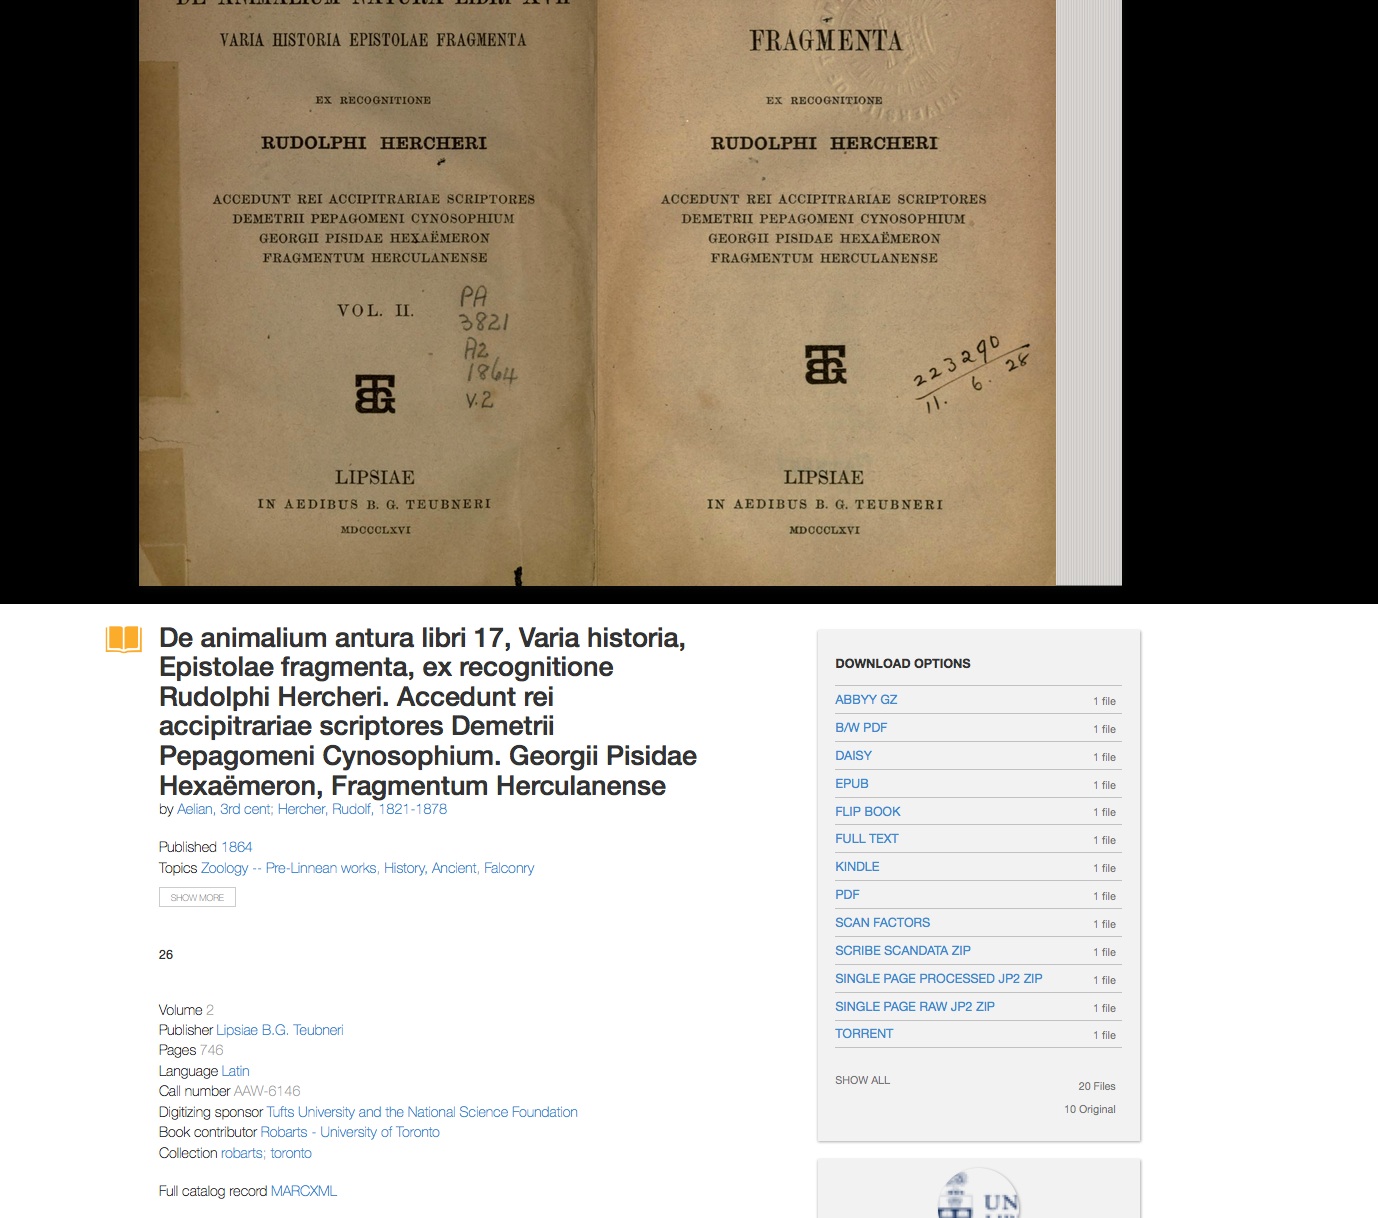 DE ANIMALIUM NATURA LIBRI XVII
VARIA HISTORIA EPISTOLAE FRAGMENTA
EX RECOGNITIONE
RUDOLPHI HERCHERI
ACCEDUNT REI ACCIPITRARIAE SCRIPTORES
DEMETRII PEPAGOMENI CYNOSOPHIUM
GEORGII PISIDAE HEXAËMERON
FRAGMENTUM HERCULANENSE
VOL. II.
PA
3821
A2
1864
V.2
BTG
LIPSIAE
IN AEDIBUS B. G. TEUBNERI
MDCCCLXVI
FRAGMENTA
EX RECOGNITIONE
RUDOLPHI HERCHERI
ACCEDUNT REI ACCIPITRARIAE SCRIPTORES
DEMETRII PEPAGOMENI CYNOSOPHIUM
GEORGII PISIDAE HEXAËMERON
FRAGMENTUM HERCULANENSE
BTG
223290
11. 6. 28
LIPSIAE
IN AEDIBUS B. G. TEUBNERI
MDCCCLXVI
De animalium antura libri 17, Varia historia,
Epistolae fragmenta, ex recognitione
Rudolphi Hercheri. Accedunt rei
accipitrariae scriptores Demetrii
Pepagomeni Cynosophium. Georgii Pisidae
Hexaëmeron, Fragmentum Herculanense
by Aelian, 3rd cent; Hercher, Rudolf, 1821-1878
Published 1864
Topics Zoology -- Pre-Linnean works, History, Ancient, Falconry
SHOW MORE
26
Volume 2
Publisher Lipsiae B.G. Teubneri
Pages 746
Language Latin
Call number AAW-6146
Digitizing sponsor Tufts University and the National Science Foundation
Book contributor Robarts - University of Toronto
Collection robarts; toronto
Full catalog record MARCXML
DOWNLOAD OPTIONS
ABBYY GZ 1 file
B/W PDF 1 file
DAISY 1 file
EPUB 1 file
FLIP BOOK 1 file
FULL TEXT 1 file
KINDLE 1 file
PDF 1 file
SCAN FACTORS 1 file
SCRIBE SCANDATA ZIP 1 file
SINGLE PAGE PROCESSED JP2 ZIP 1 file
SINGLE PAGE RAW JP2 ZIP 1 file
TORRENT 1 file
SHOW ALL 20 Files
10 Original
UN